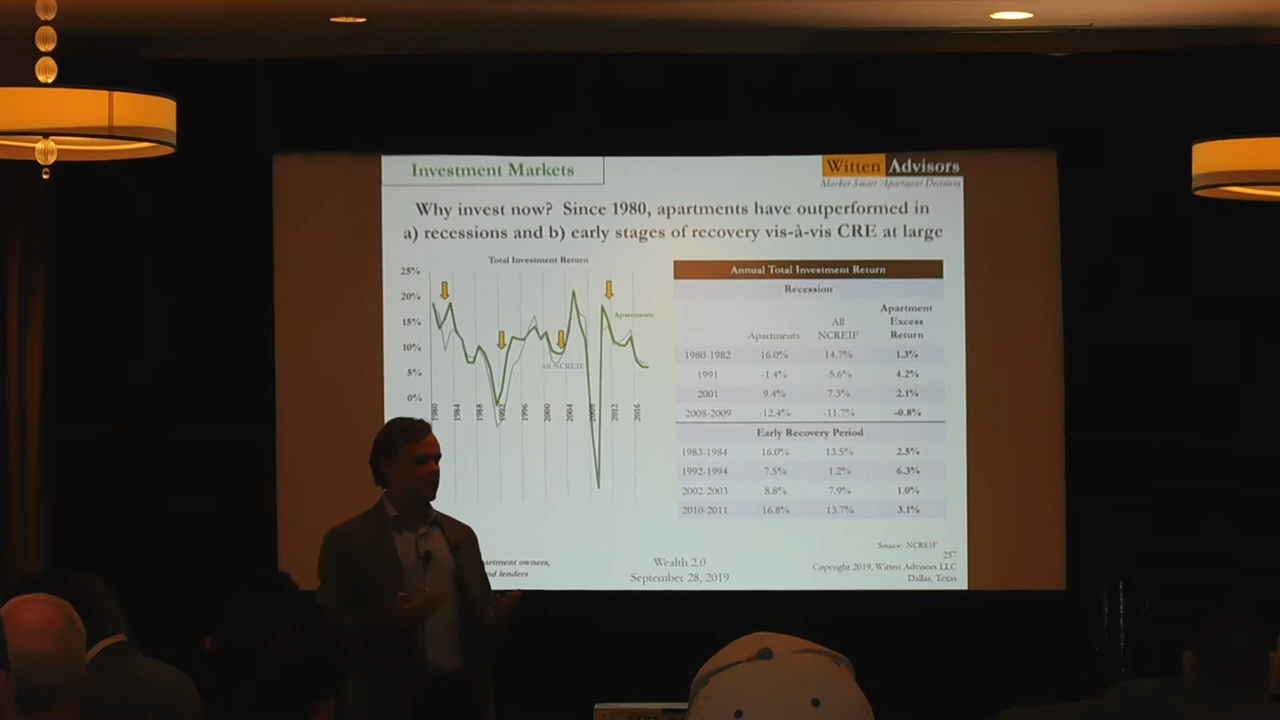 Investment Markets
Witten Advisors
Market-Smart Apartment Decisions
Why invest now? Since 1980, apartments have outperformed in
a) recessions and b) early stages of recovery vis-à-vis CRE at large
Total Investment Return
25%
20%
15%
10%
5%
0%
Apartments
All NCREIF
1980
1984
1988
1992
1996
2000
2004
2008
2012
2016
Annual Total Investment Return
Recession
Apartments All NCREIF Apartment Excess Return
1980-1982 16.0% 14.7% 1.3%
1991 -1.4% -5.6% 4.2%
2001 9.4% 7.3% 2.1%
2008-2009 -12.4% -11.7% -0.8%
Early Recovery Period
1983-1984 16.0% 13.5% 2.5%
1992-1994 7.5% 1.2% 6.3%
2002-2003 8.8% 7.9% 1.0%
2010-2011 16.8% 13.7% 3.1%
Source: NCREIF
257
artment owners,
nd lenders
Wealth 2.0
September 28, 2019
Copyright 2019, Witten Advisors LLC
Dallas, Texas